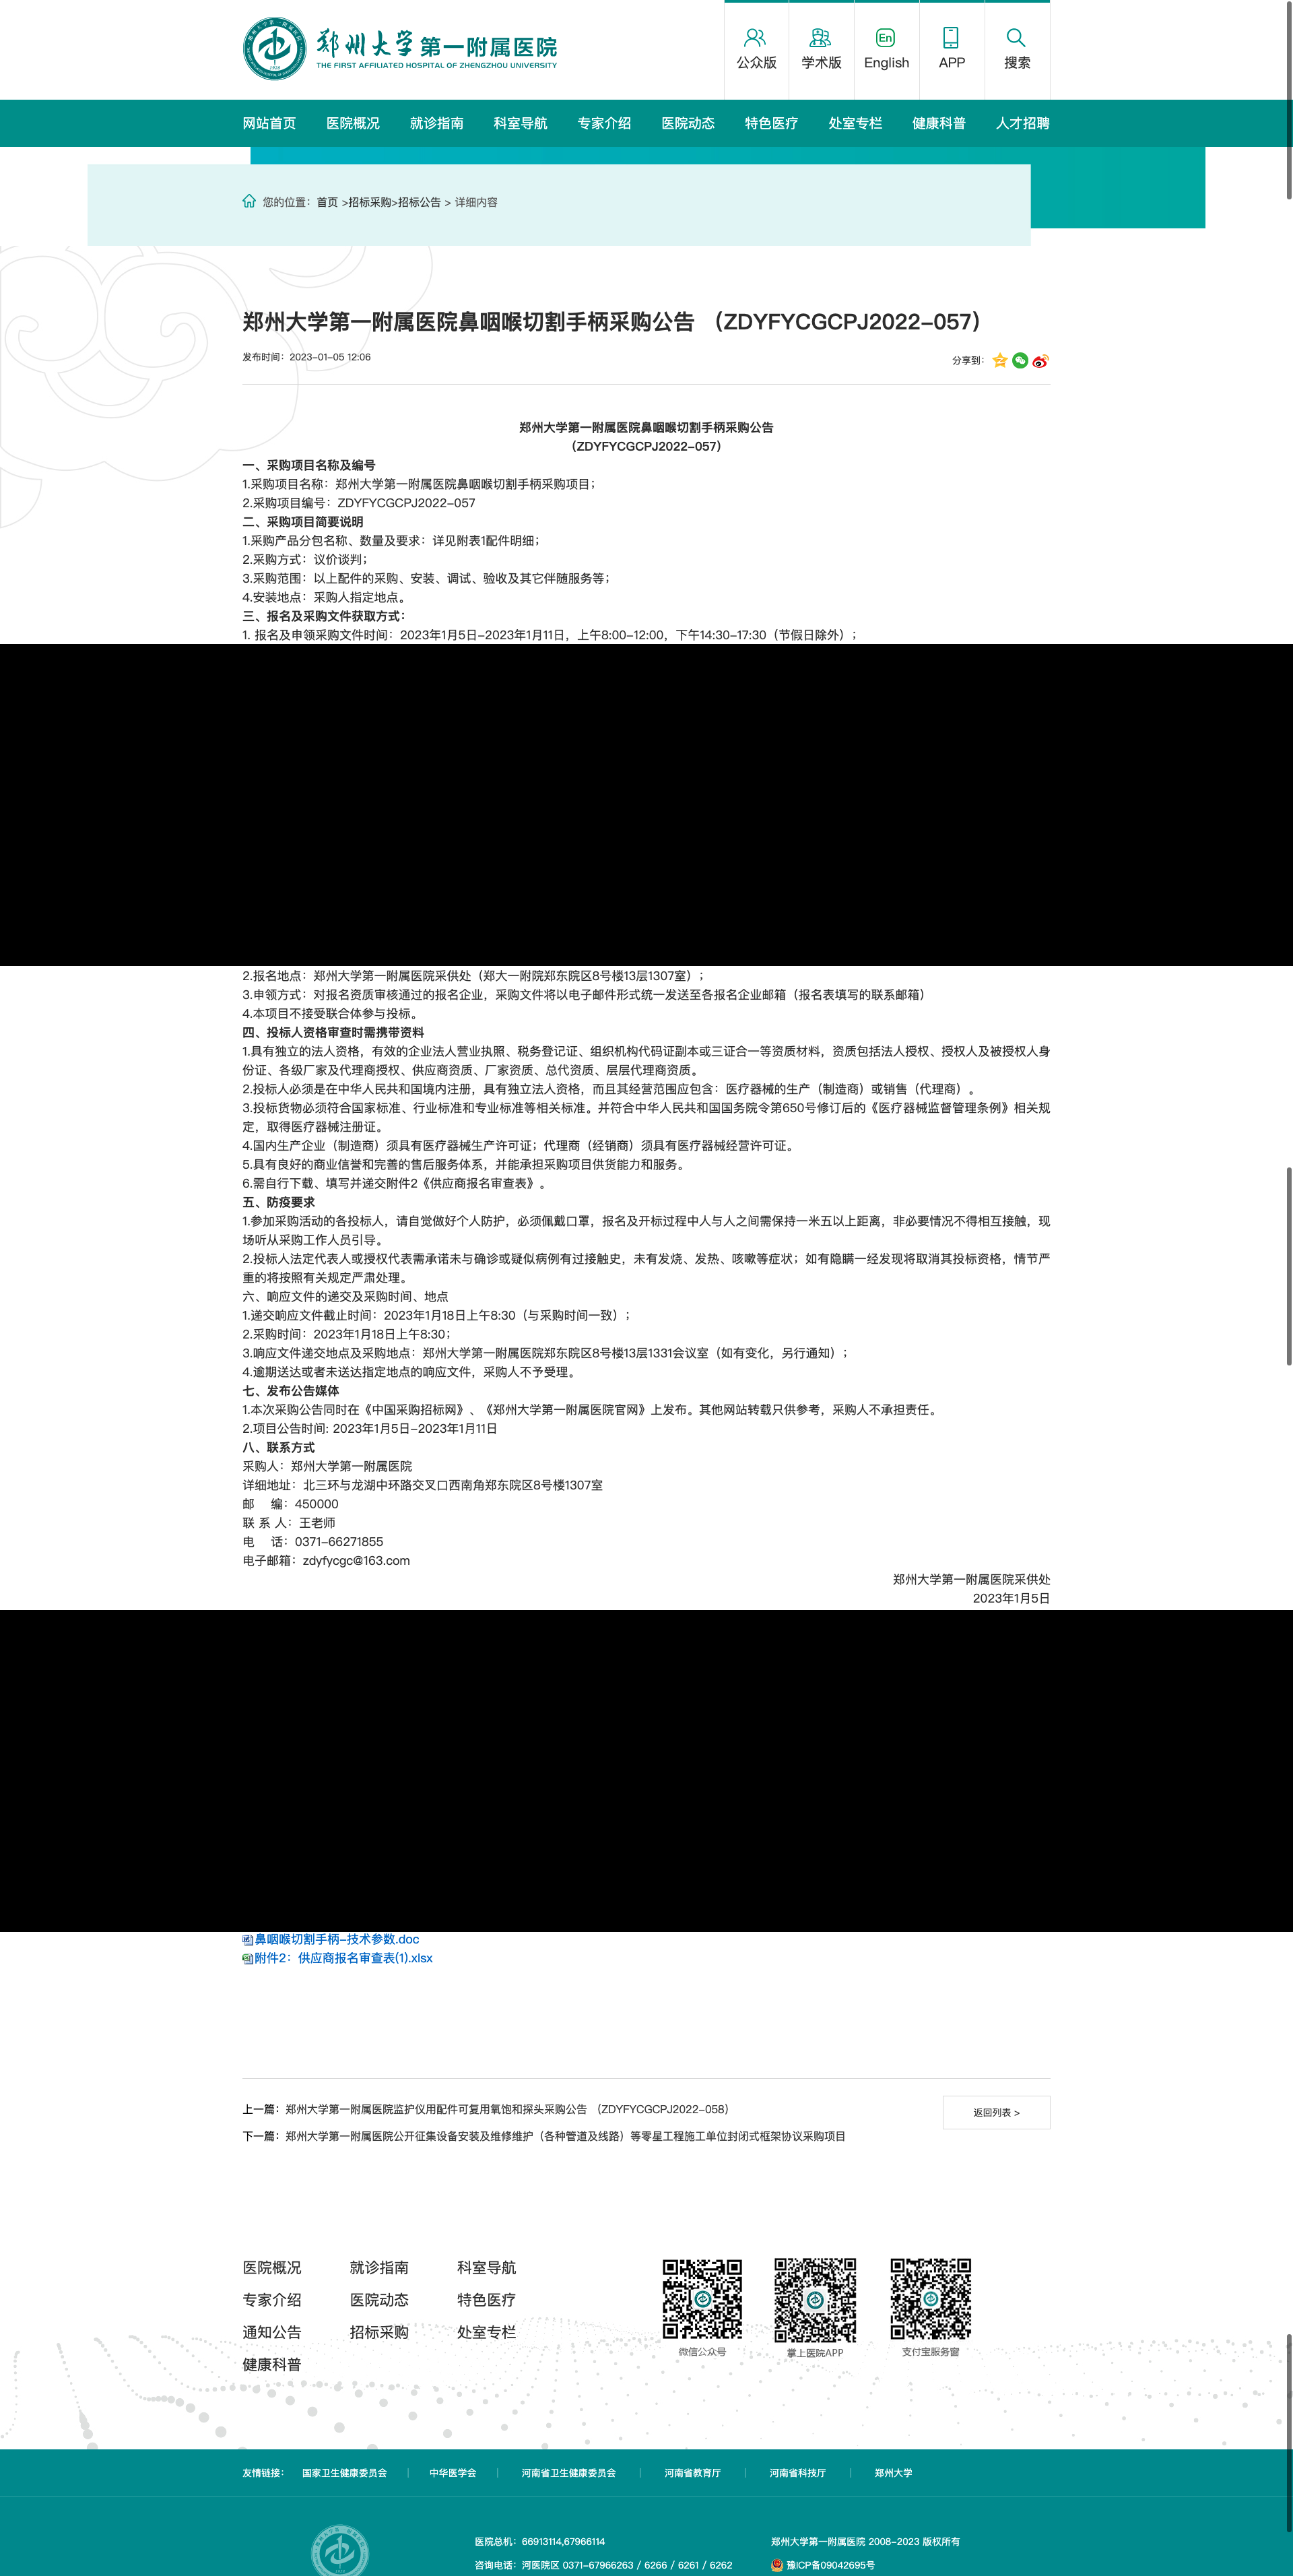 郑州大学第一附属医院
THE FIRST AFFILIATED HOSPITAL OF ZHENGZHOU UNIVERSITY
公众版
学术版
En
English
APP
搜索
网站首页 医院概况 就诊指南 科室导航 专家介绍 医院动态 特色医疗 处室专栏 健康科普 人才招聘
您的位置：首页 >招标采购>招标公告 > 详细内容
郑州大学第一附属医院鼻咽喉切割手柄采购公告 （ZDYFYCGCPJ2022-057）
发布时间：2023-01-05 12:06
分享到：
郑州大学第一附属医院鼻咽喉切割手柄采购公告
（ZDYFYCGCPJ2022-057）
一、采购项目名称及编号
1.采购项目名称：郑州大学第一附属医院鼻咽喉切割手柄采购项目；
2.采购项目编号：ZDYFYCGCPJ2022-057
二、采购项目简要说明
1.采购产品分包名称、数量及要求：详见附表1配件明细；
2.采购方式：议价谈判；
3.采购范围：以上配件的采购、安装、调试、验收及其它伴随服务等；
4.安装地点：采购人指定地点。
三、报名及采购文件获取方式：
1. 报名及申领采购文件时间：2023年1月5日-2023年1月11日，上午8:00-12:00，下午14:30-17:30（节假日除外）；
2.报名地点：郑州大学第一附属医院采供处（郑大一附院郑东院区8号楼13层1307室）；
3.申领方式：对报名资质审核通过的报名企业，采购文件将以电子邮件形式统一发送至各报名企业邮箱（报名表填写的联系邮箱）
4.本项目不接受联合体参与投标。
四、投标人资格审查时需携带资料
1.具有独立的法人资格，有效的企业法人营业执照、税务登记证、组织机构代码证副本或三证合一等资质材料，资质包括法人授权、授权人及被授权人身
份证、各级厂家及代理商授权、供应商资质、厂家资质、总代资质、层层代理商资质。
2.投标人必须是在中华人民共和国境内注册，具有独立法人资格，而且其经营范围应包含：医疗器械的生产（制造商）或销售（代理商）。
3.投标货物必须符合国家标准、行业标准和专业标准等相关标准。并符合中华人民共和国国务院令第650号修订后的《医疗器械监督管理条例》相关规
定，取得医疗器械注册证。
4.国内生产企业（制造商）须具有医疗器械生产许可证；代理商（经销商）须具有医疗器械经营许可证。
5.具有良好的商业信誉和完善的售后服务体系，并能承担采购项目供货能力和服务。
6.需自行下载、填写并递交附件2《供应商报名审查表》。
五、防疫要求
1.参加采购活动的各投标人，请自觉做好个人防护，必须佩戴口罩，报名及开标过程中人与人之间需保持一米五以上距离，非必要情况不得相互接触，现
场听从采购工作人员引导。
2.投标人法定代表人或授权代表需承诺未与确诊或疑似病例有过接触史，未有发烧、发热、咳嗽等症状；如有隐瞒一经发现将取消其投标资格，情节严
重的将按照有关规定严肃处理。
六、响应文件的递交及采购时间、地点
1.递交响应文件截止时间：2023年1月18日上午8:30（与采购时间一致）；
2.采购时间：2023年1月18日上午8:30；
3.响应文件递交地点及采购地点：郑州大学第一附属医院郑东院区8号楼13层1331会议室（如有变化，另行通知）；
4.逾期送达或者未送达指定地点的响应文件，采购人不予受理。
七、发布公告媒体
1.本次采购公告同时在《中国采购招标网》、《郑州大学第一附属医院官网》上发布。其他网站转载只供参考，采购人不承担责任。
2.项目公告时间: 2023年1月5日-2023年1月11日
八、联系方式
采购人：郑州大学第一附属医院
详细地址：北三环与龙湖中环路交叉口西南角郑东院区8号楼1307室
邮 编：450000
联 系 人：王老师
电 话：0371-66271855
电子邮箱：zdyfycgc@163.com
郑州大学第一附属医院采供处
2023年1月5日
鼻咽喉切割手柄-技术参数.doc
附件2：供应商报名审查表(1).xlsx
上一篇：郑州大学第一附属医院监护仪用配件可复用氧饱和探头采购公告 （ZDYFYCGCPJ2022-058）
返回列表 >
下一篇：郑州大学第一附属医院公开征集设备安装及维修维护（各种管道及线路）等零星工程施工单位封闭式框架协议采购项目
医院概况 就诊指南 科室导航
专家介绍 医院动态 特色医疗
通知公告 招标采购 处室专栏
健康科普
微信公众号 掌上医院APP 支付宝服务窗
友情链接： 国家卫生健康委员会 | 中华医学会 | 河南省卫生健康委员会 | 河南省教育厅 | 河南省科技厅 | 郑州大学
医院总机：66913114,67966114
郑州大学第一附属医院 2008-2023 版权所有
咨询电话：河医院区 0371-67966263 / 6266 / 6261 / 6262
豫ICP备09042695号